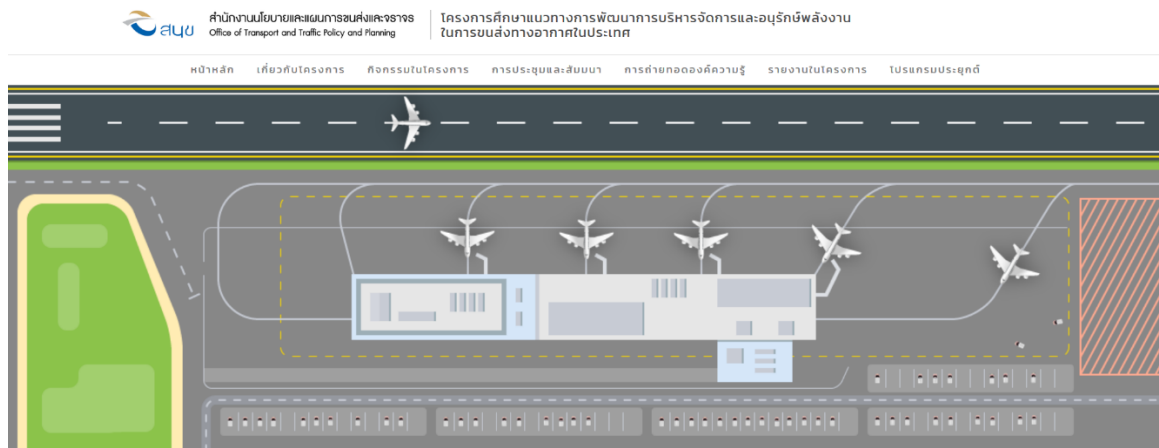 สนข
สำนักงานนโยบายและแผนการขนส่งและจราจร
Office of Transport and Traffic Policy and Planning
โครงการศึกษาแนวทางการพัฒนาการบริหารจัดการและอนุรักษ์พลังงาน
ในการขนส่งทางอากาศในประเทศ
หน้าหลัก เกี่ยวกับโครงการ กิจกรรมในโครงการ การประชุมและสัมมนา การถ่ายทอดองค์ความรู้ รายงานในโครงการ โปรแกรมประยุกต์